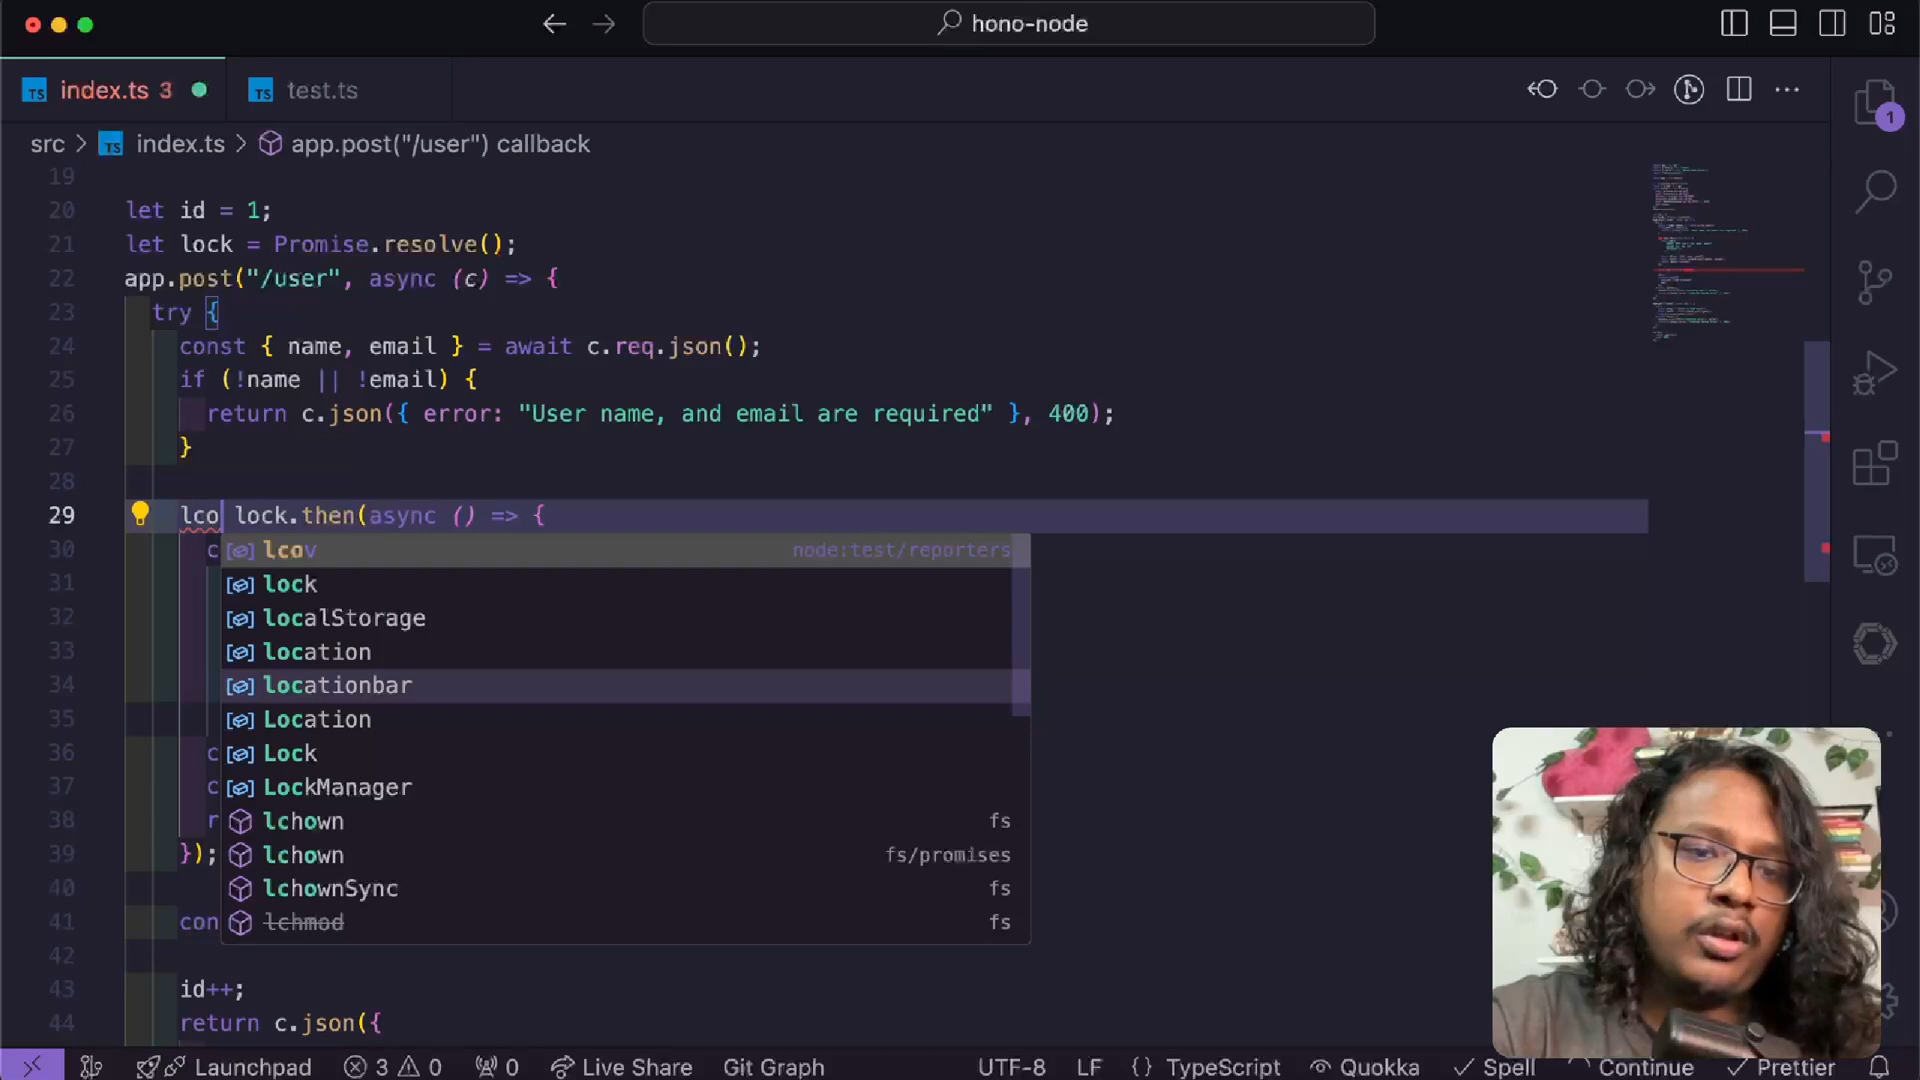 hono-node
TS index.ts 3
TS test.ts
src > TS index.ts > app.post("/user") callback
19
20 let id = 1;
21 let lock = Promise.resolve();
22 app.post("/user", async (c) => {
23 try {
24 const { name, email } = await c.req.json();
25 if (!name || !email) {
26 return c.json({ error: "User name, and email are required" }, 400);
27 }
28
29 lco lock.then(async () => {
30 c lcov node:test/reporters
31 lock
32 localStorage
33 location
34 locationbar
35 Location
36 c Lock
37 c LockManager
38 r lchown fs
39 }); lchown fs/promises
40 lchownSync fs
41 con lchmod fs
42
43 id++;
44 return c.json({
1
Launchpad 3 0 0 Live Share Git Graph UTF-8 LF {} TypeScript Quokka Spell Continue Prettier